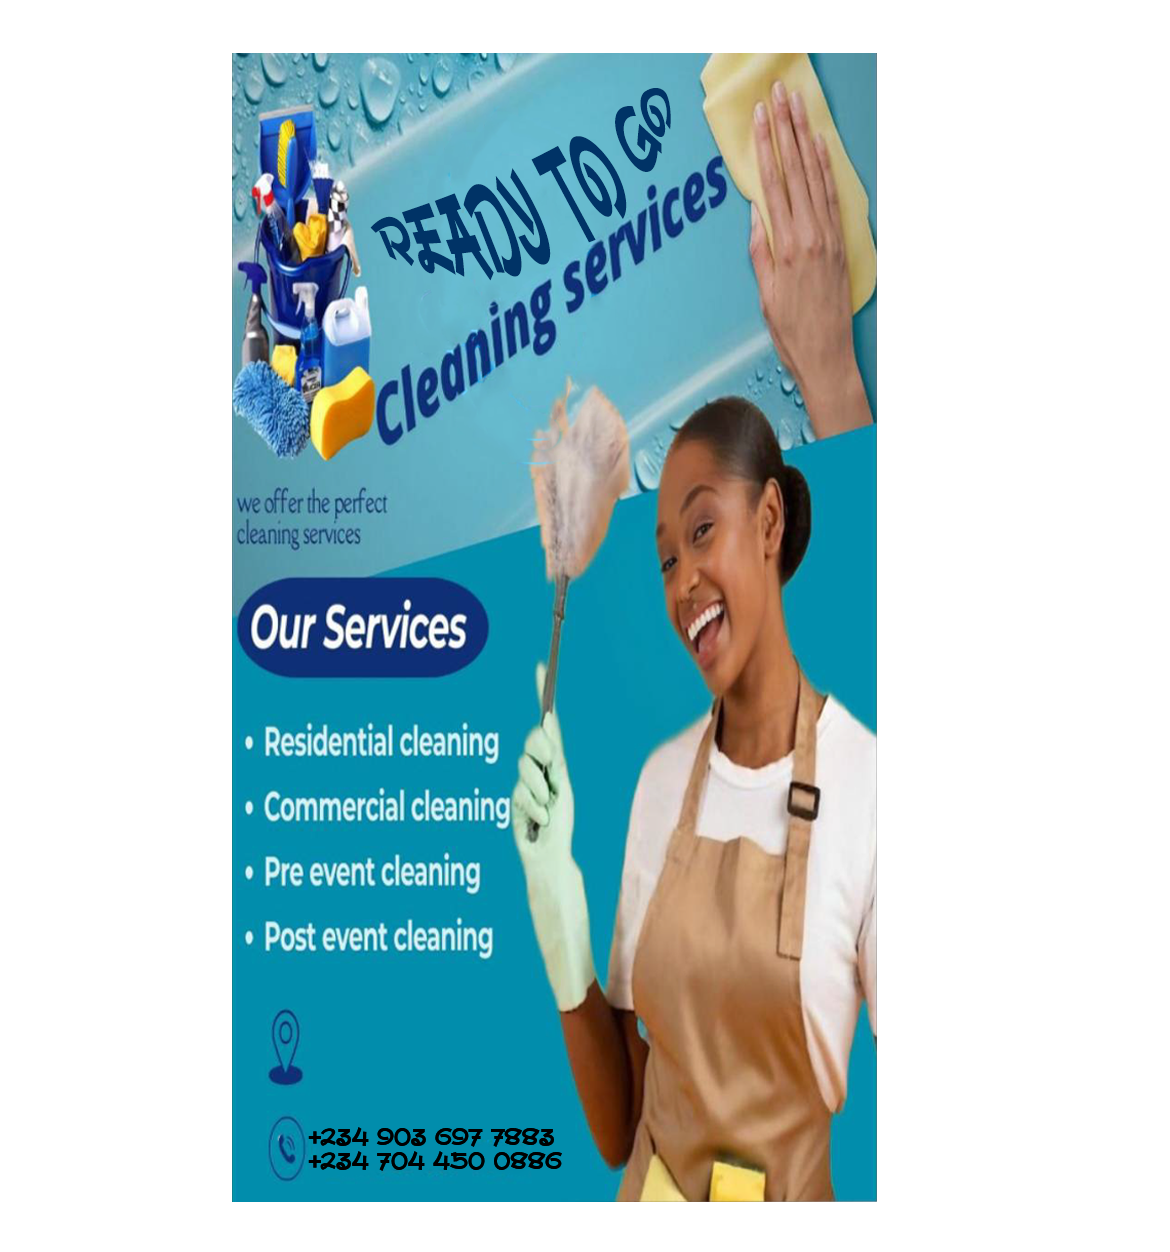 READY TO GO
Cleaning services
we offer the perfect
cleaning services
Our Services
• Residential cleaning
• Commercial cleaning
• Pre event cleaning
• Post event cleaning
+234 903 697 7883
+234 704 450 0886